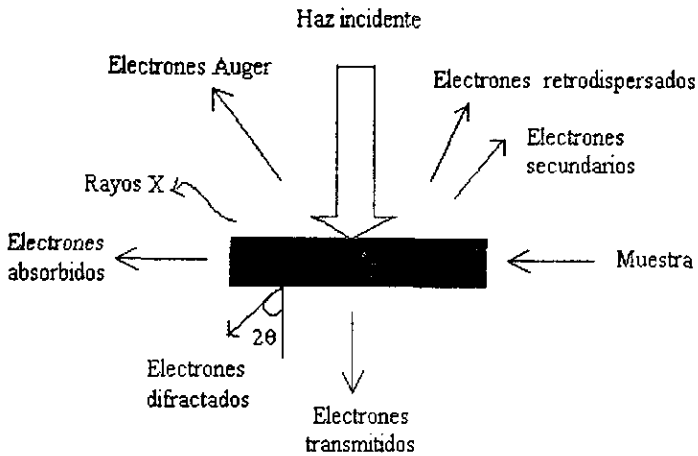 Haz incidente
Electrones Auger
Electrones retrodispersados
Electrones
secundarios
Rayos X
Electrones
absorbidos
Muestra
2θ
Electrones
difractados
Electrones
transmitidos